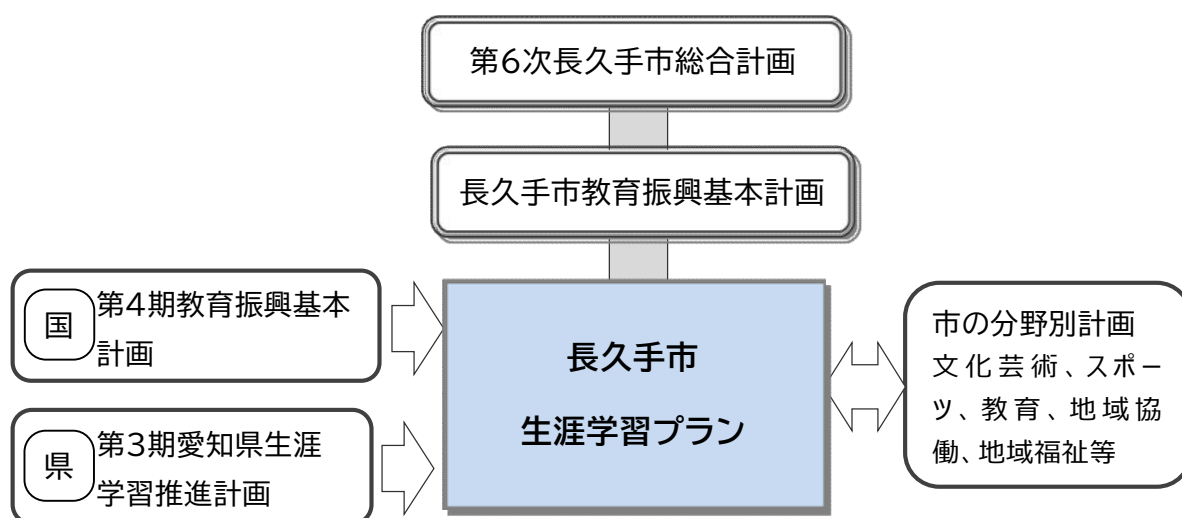 第6次長久手市総合計画
長久手市教育振興基本計画
国
第4期教育振興基本
計画
県
第3期愛知県生涯
学習推進計画
長久手市
生涯学習プラン
市の分野別計画
文化芸術、スポー
ツ、教育、地域協
働、地域福祉等